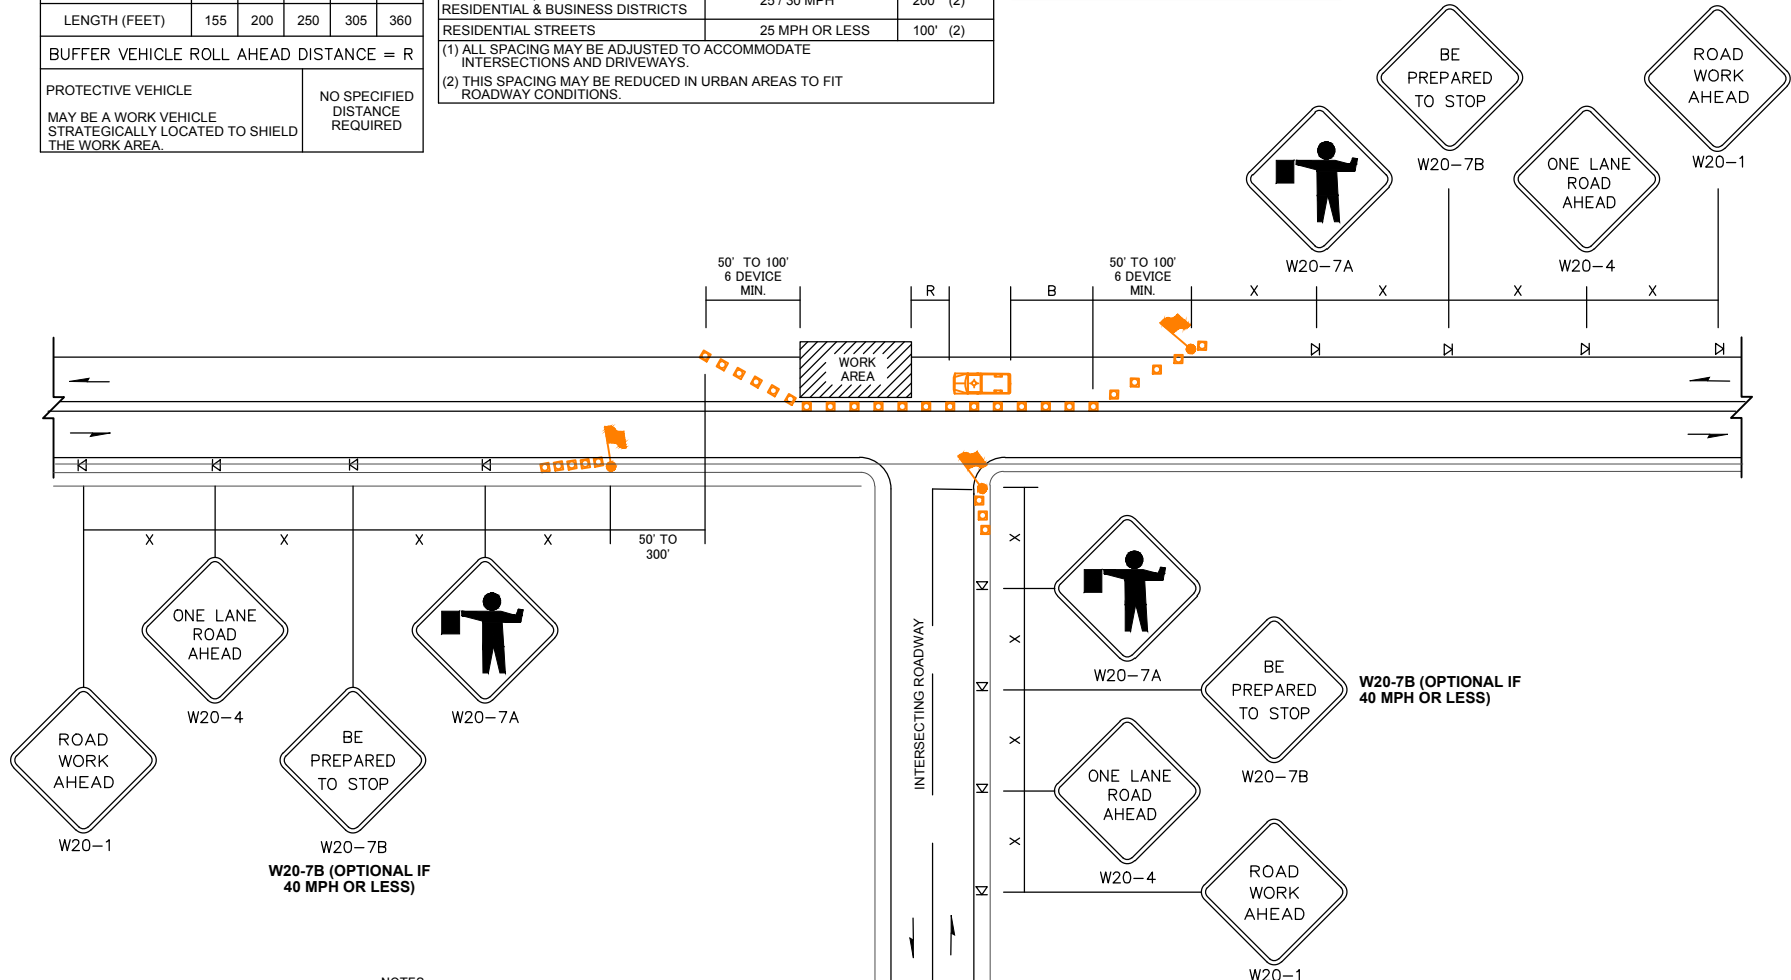 LENGTH (FEET) 155 200 250 305 360
BUFFER VEHICLE ROLL AHEAD DISTANCE = R
PROTECTIVE VEHICLE
MAY BE A WORK VEHICLE
STRATEGICALLY LOCATED TO SHIELD
THE WORK AREA.
NO SPECIFIED
DISTANCE
REQUIRED
RESIDENTIAL & BUSINESS DISTRICTS 25 / 30 MPH 200' (2)
RESIDENTIAL STREETS 25 MPH OR LESS 100' (2)
(1) ALL SPACING MAY BE ADJUSTED TO ACCOMMODATE
INTERSECTIONS AND DRIVEWAYS.
(2) THIS SPACING MAY BE REDUCED IN URBAN AREAS TO FIT
ROADWAY CONDITIONS.
BE
PREPARED
TO STOP
W20-7B
ROAD
WORK
AHEAD
W20-1
W20-7A
ONE LANE
ROAD
AHEAD
W20-4
50' TO 100'
6 DEVICE
MIN.
R
B
50' TO 100'
6 DEVICE
MIN.
X
X
X
X
WORK
AREA
X
X
X
X
50' TO
300'
ONE LANE
ROAD
AHEAD
W20-4
W20-7A
ROAD
WORK
AHEAD
W20-1
BE
PREPARED
TO STOP
W20-7B
W20-7B (OPTIONAL IF
40 MPH OR LESS)
INTERSECTING ROADWAY
X
X
X
X
W20-7A
BE
PREPARED
TO STOP
W20-7B
W20-7B (OPTIONAL IF
40 MPH OR LESS)
ONE LANE
ROAD
AHEAD
W20-4
ROAD
WORK
AHEAD
W20-1
NOTES